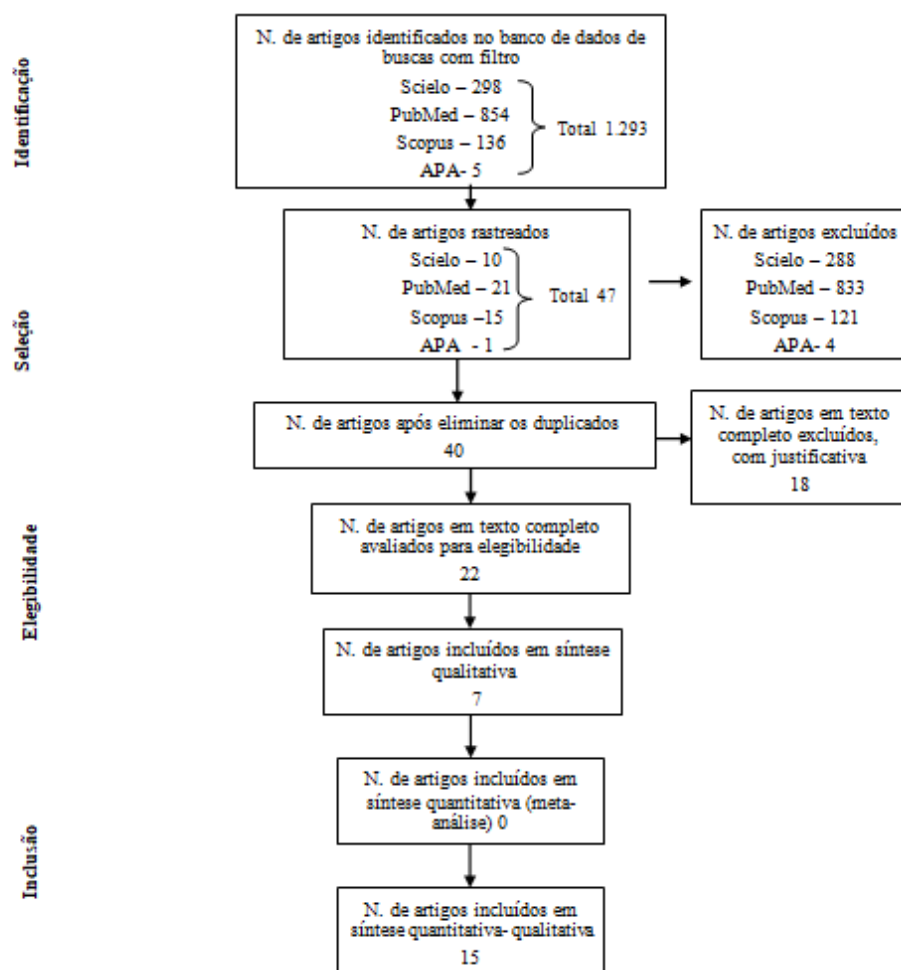 Identificação
N. de artigos identificados no banco de dados de
buscas com filtro
Scielo – 298
PubMed – 854
Scopus – 136
APA- 5
Total 1.293
Seleção
N. de artigos rastreados
Scielo – 10
PubMed – 21
Scopus –15
APA - 1
Total 47
N. de artigos excluídos
Scielo – 288
PubMed – 833
Scopus – 121
APA- 4
N. de artigos após eliminar os duplicados
40
N. de artigos em texto
completo excluídos,
com justificativa
18
Elegibilidade
N. de artigos em texto completo
avaliados para elegibilidade
22
N. de artigos incluídos em síntese
qualitativa
7
Inclusão
N. de artigos incluídos em
síntese quantitativa (meta-
análise) 0
N. de artigos incluídos em
síntese quantitativa- qualitativa
15